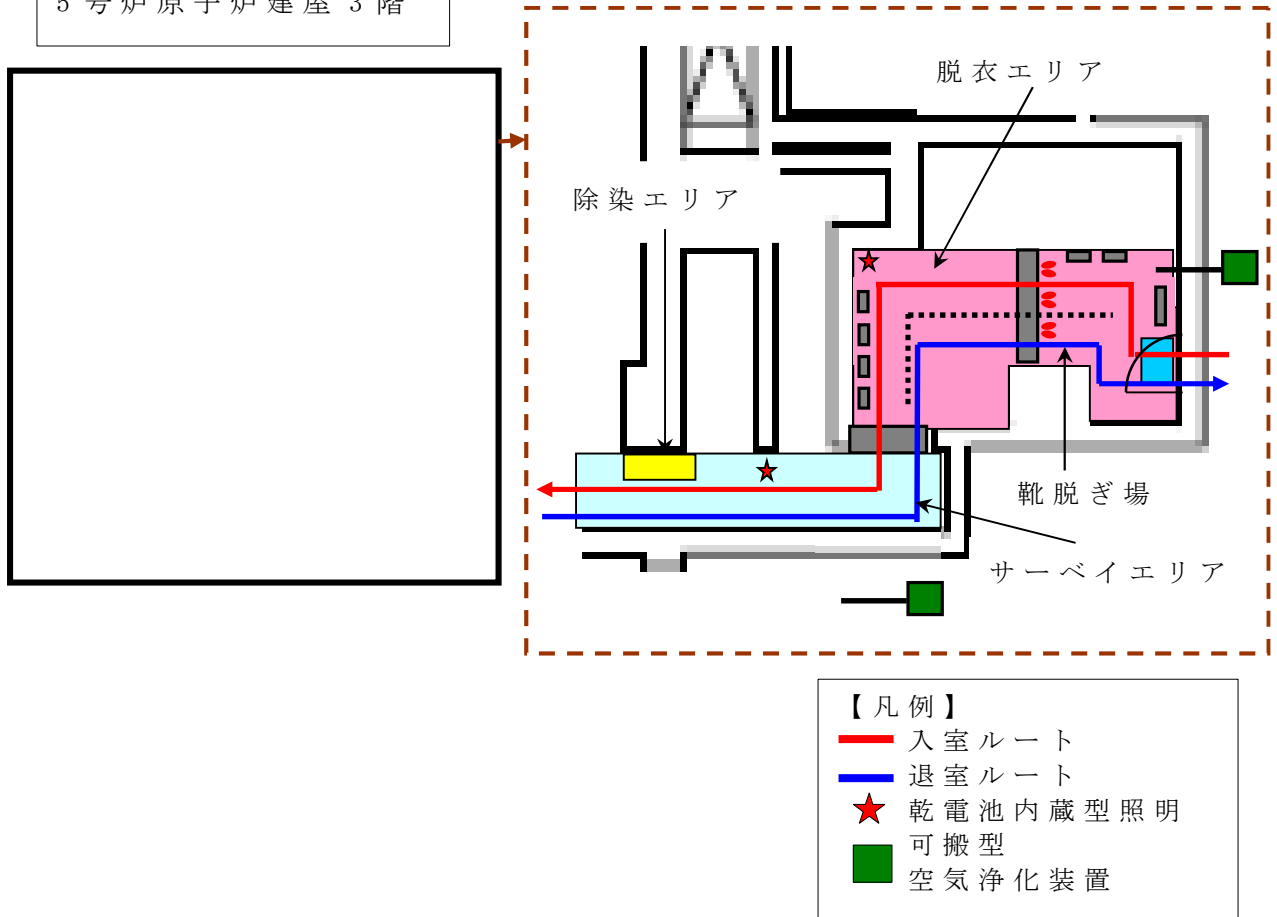 5号炉原子炉建屋3階
脱衣エリア
除染エリア
靴脱ぎ場
サーベイエリア
【凡例】
入室ルート
退室ルート
乾電池内蔵型照明
可搬型
空気浄化装置